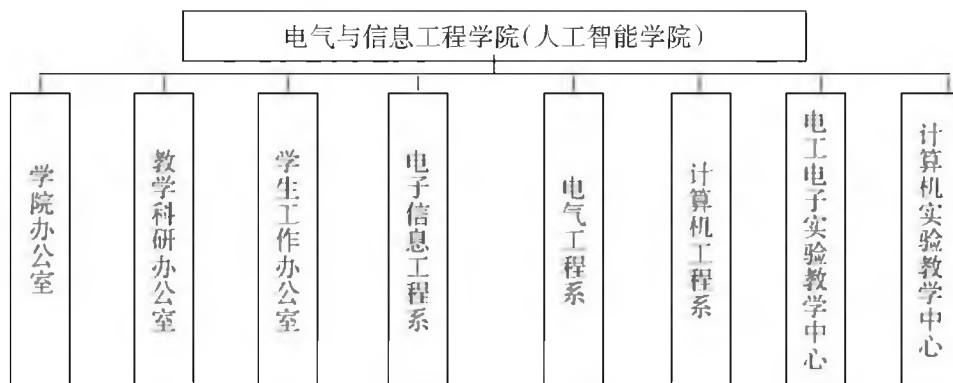 电气与信息工程学院(人工智能学院)
学院办公室
教学科研办公室
学生工作办公室
电子信息工程系
电气工程系
计算机工程系
电工电子实验教学中心
计算机实验教学中心